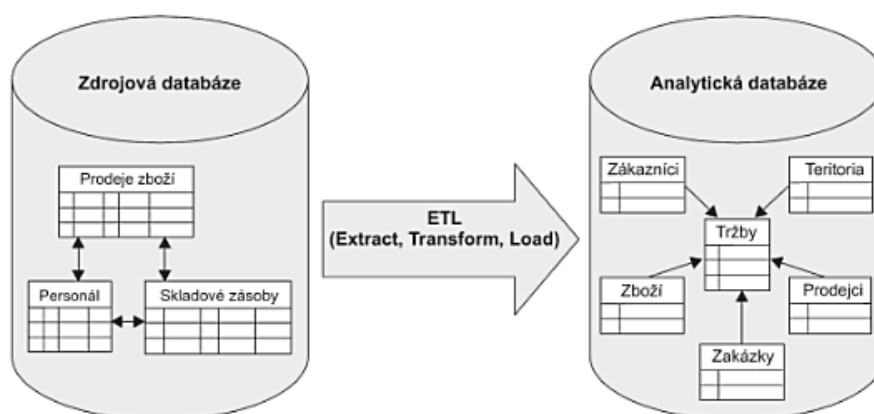 Zdrojová databáze
Prodeje zboží
Personál
Skladové zásoby
ETL
(Extract, Transform, Load)
Analytická databáze
Zákazníci
Teritoria
Tržby
Zboží
Prodejci
Zakázky